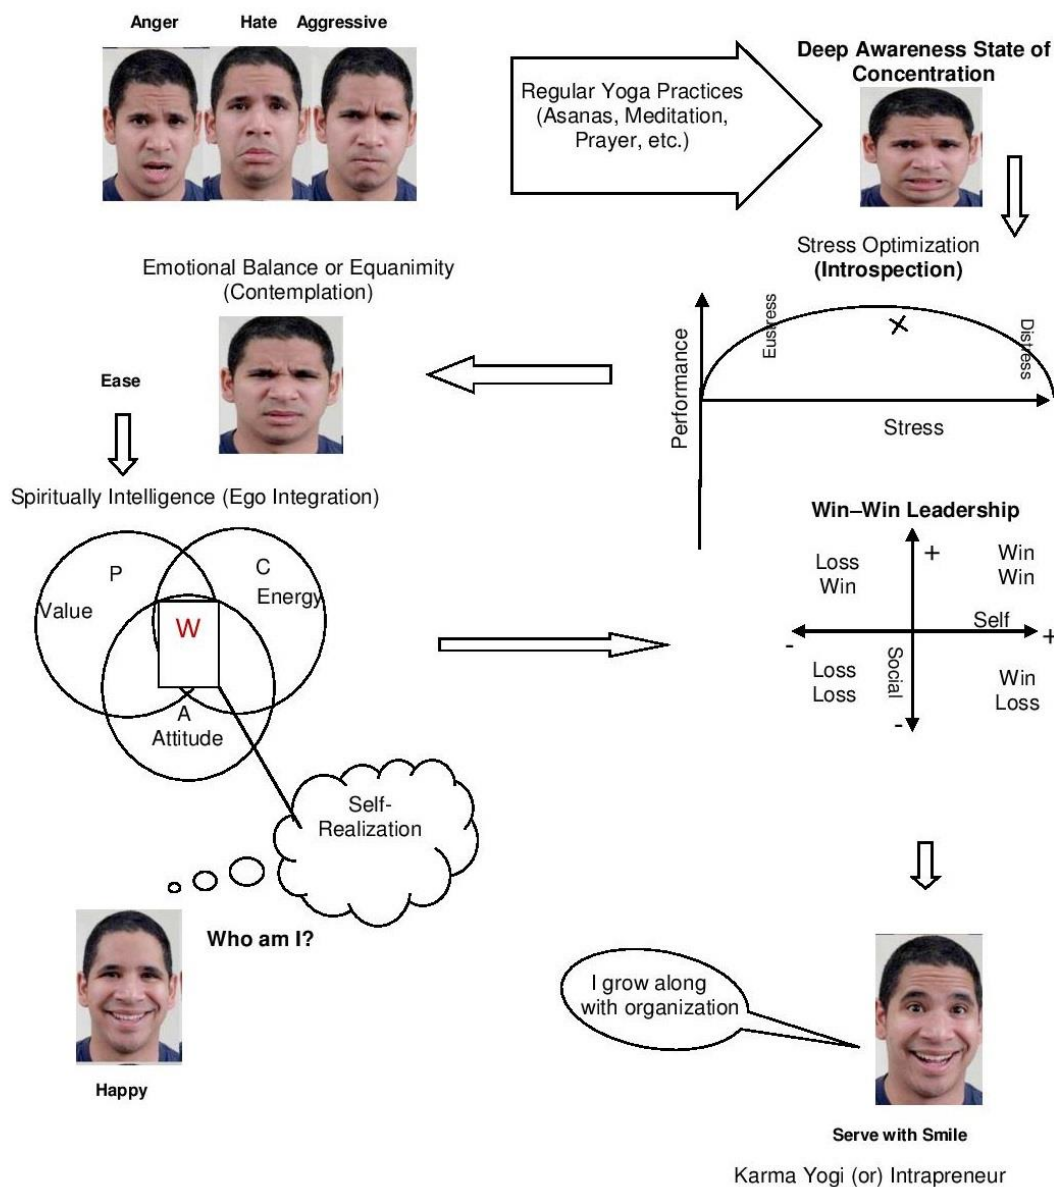 Anger Hate Aggressive
Regular Yoga Practices
(Asanas, Meditation,
Prayer, etc.)
Deep Awareness State of
Concentration
Stress Optimization
(Introspection)
Eustress
Distress
Performance
Stress
Emotional Balance or Equanimity
(Contemplation)
Ease
Spiritually Intelligence (Ego Integration)
P
Value
C
Energy
W
A
Attitude
Self-
Realization
Who am I?
Happy
Win–Win Leadership
Loss
Win
+
Win
Win
Self
-
+
Loss
Loss
Social
-
Win
Loss
I grow along
with organization
Serve with Smile
Karma Yogi (or) Intrapreneur